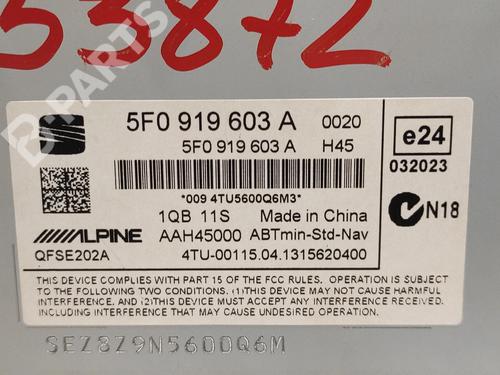 53872
B-PARTS
5F0 919 603 A 0020
5F0 919 603 A H45
*009 4TU5600Q6M3*
1QB 11S Made in China
ALPINE AAH45000 ABTmin-Std-Nav
QFSE202A 4TU-00115.04.1315620400
e24
032023
N18
THIS DEVICE COMPLIES WITH PART 15 OF THE FCC RULES. OPERATION IS SUBJECT
TO THE FOLLOWING TWO CONDITIONS. (1)THIS DEVICE MAY NOT CAUSE HARMFUL
INTERFERENCE, AND (2)THIS DEVICE MUST ACCEPT ANY INTERFERENCE RECEIVED,
INCLUDING INTERFERENCE THAT MAY CAUSE UNDESIRED OPERATION.
SEZ8Z9N5600Q6M